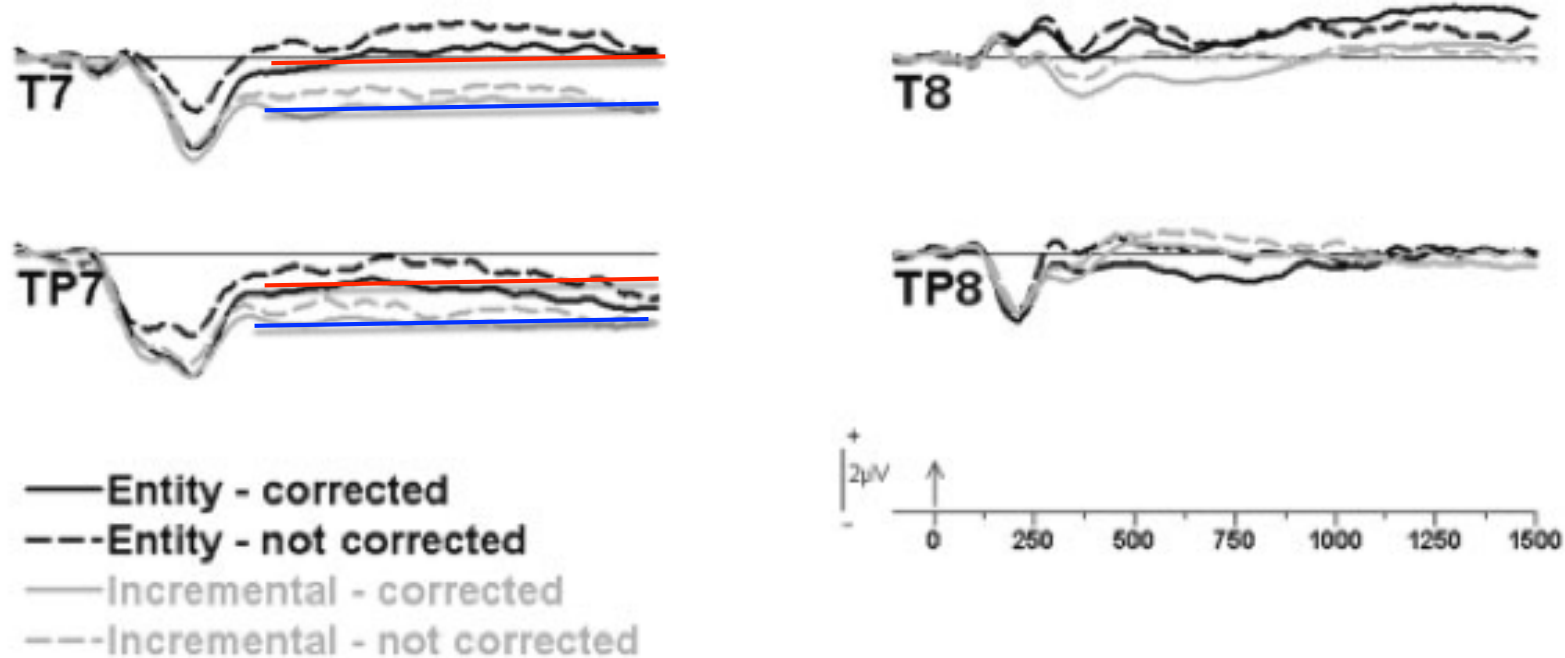 T7
T8
TP7
TP8
+
2μV
-
0 250 500 750 1000 1250 1500
Entity - corrected
Entity - not corrected
Incremental - corrected
Incremental - not corrected